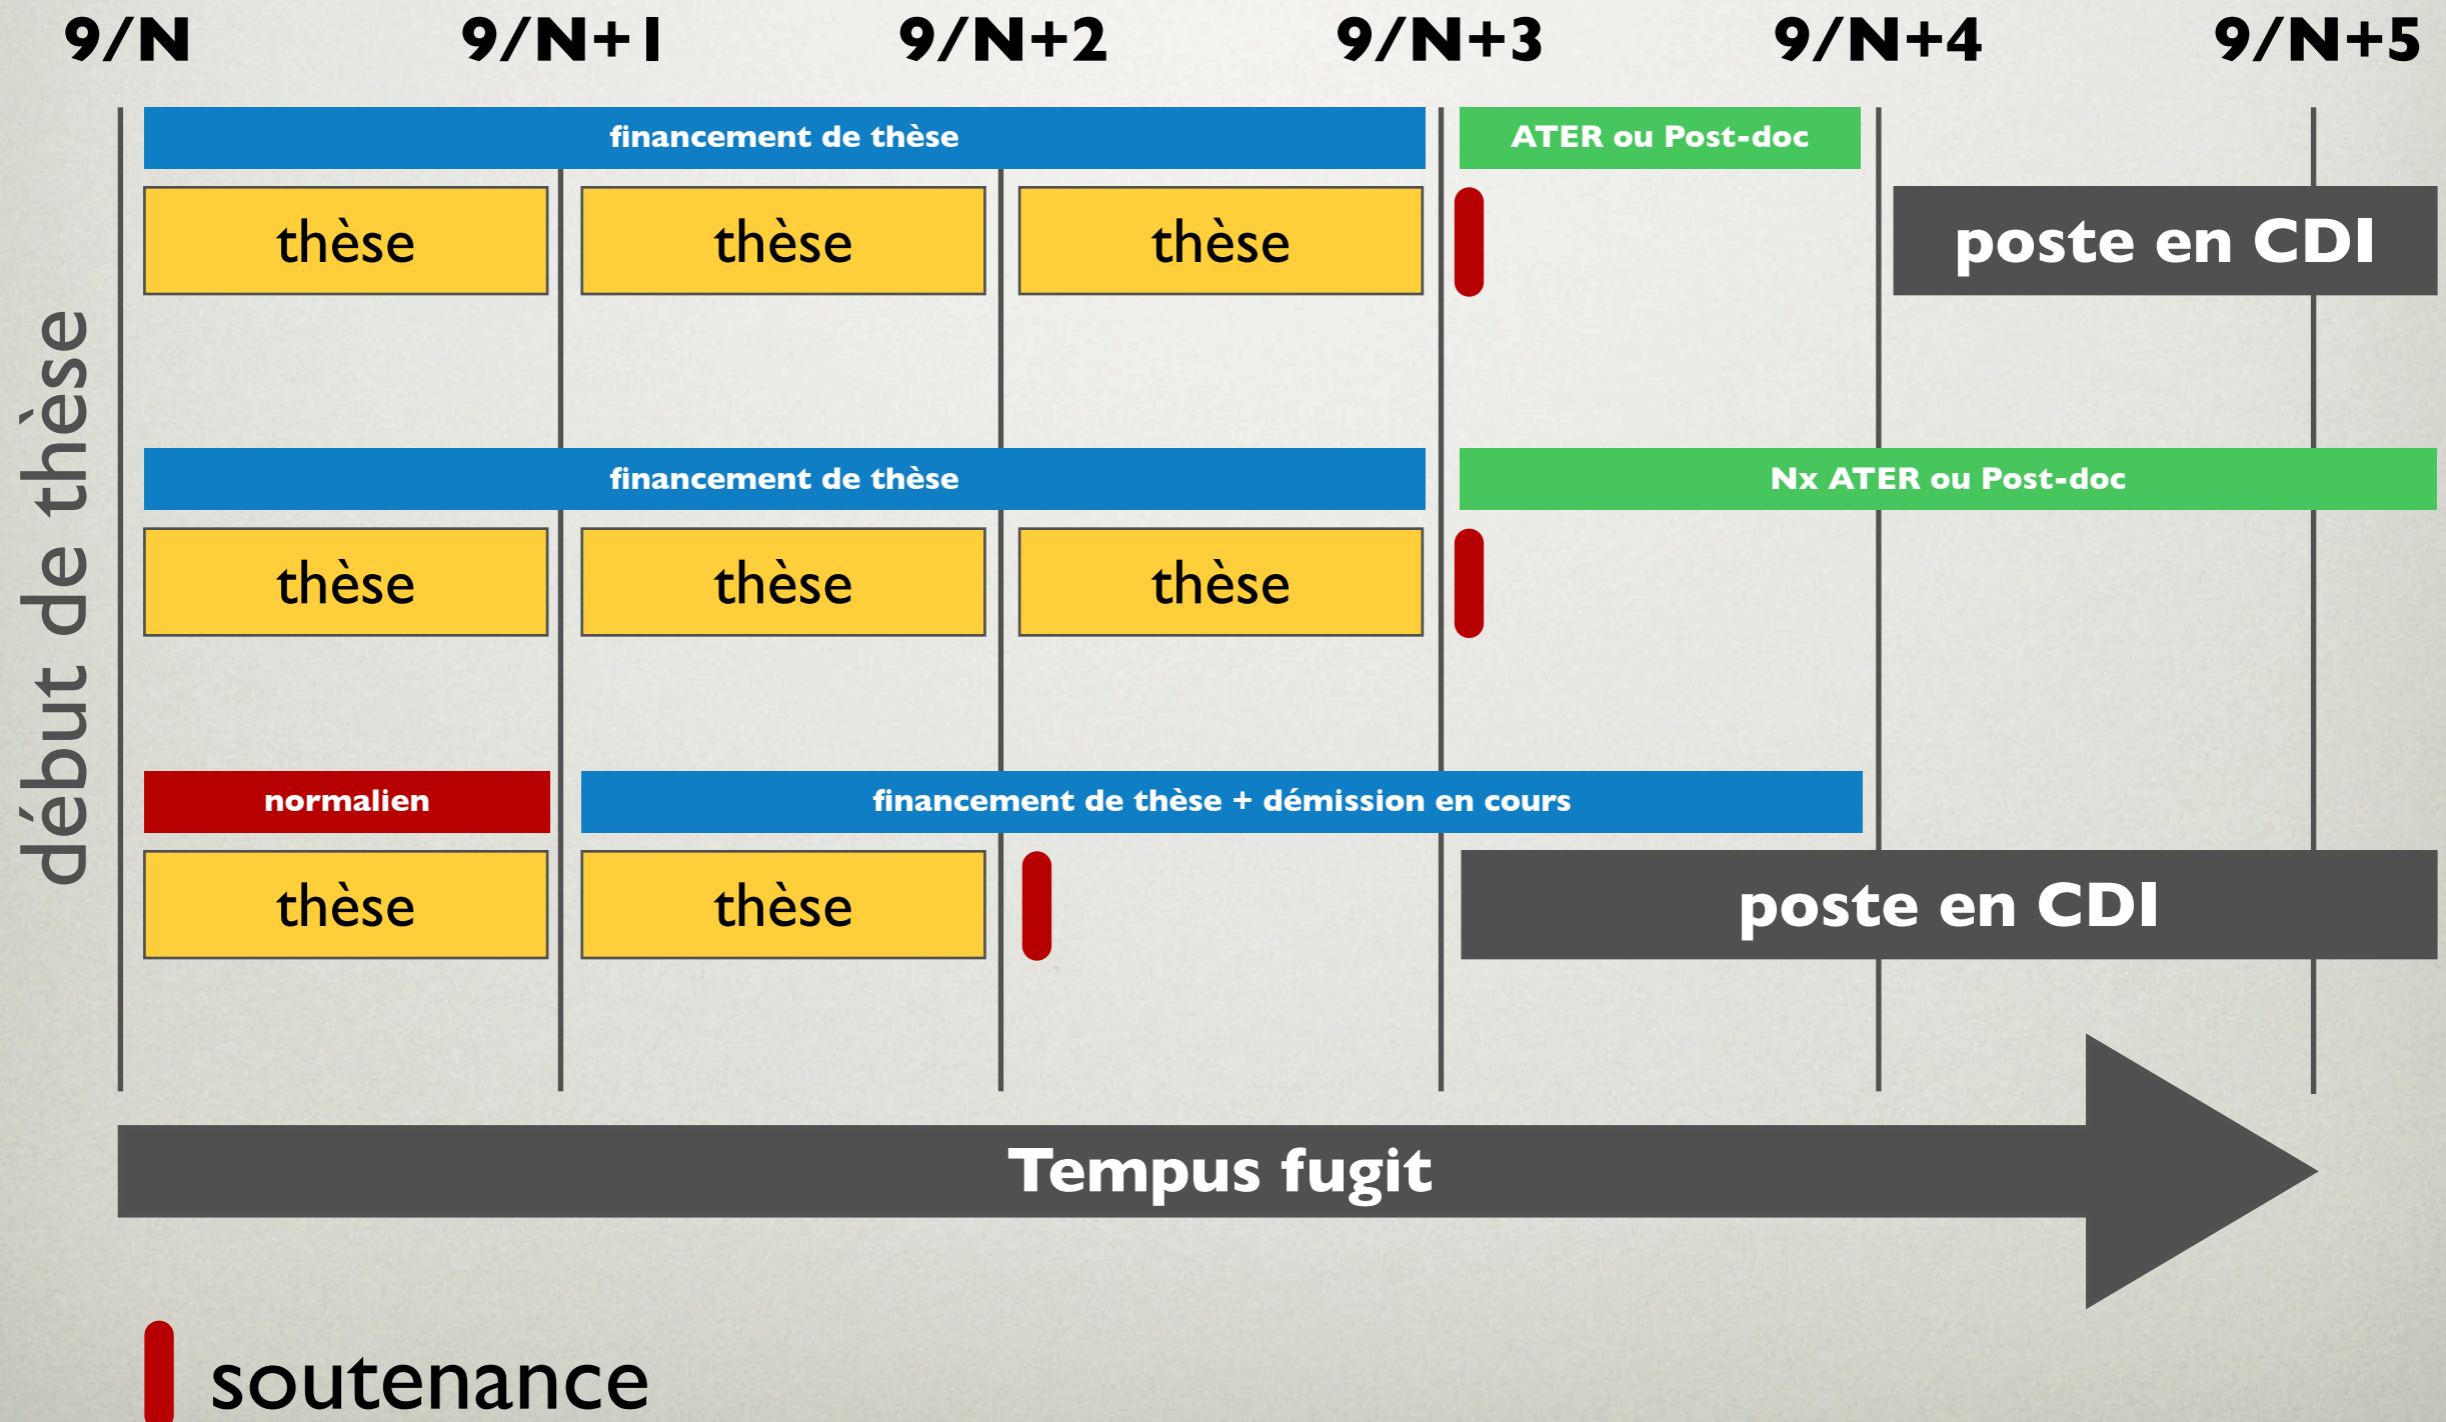 9/N 9/N+1 9/N+2 9/N+3 9/N+4 9/N+5
début de thèse
financement de thèse ATER ou Post-doc
thèse thèse thèse poste en CDI
financement de thèse Nx ATER ou Post-doc
thèse thèse thèse
normalien financement de thèse + démission en cours
thèse thèse poste en CDI
Tempus fugit
soutenance